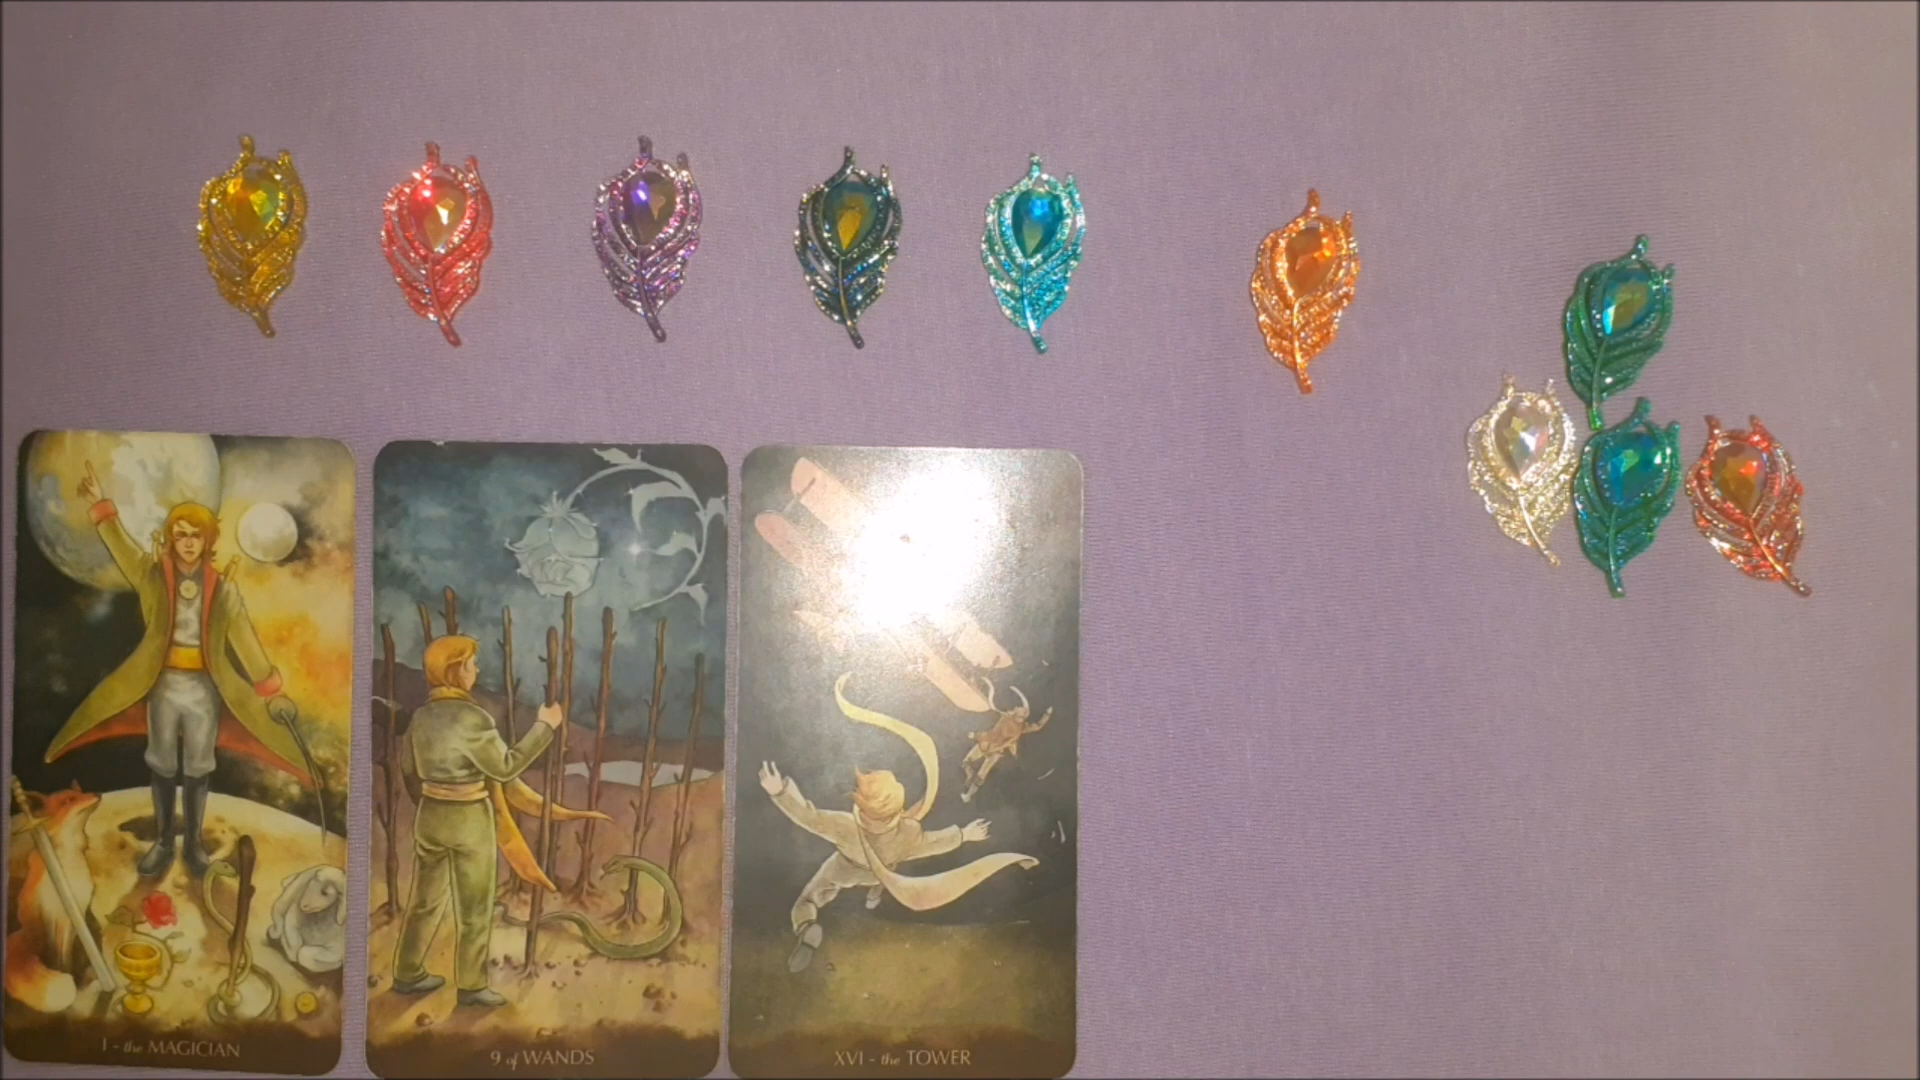 I - the MAGICIAN
9 of WANDS
XVI - the TOWER